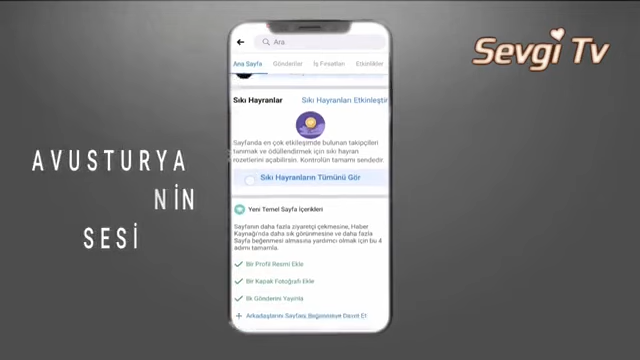 Sevgi Tv
AVUSTURYA
NİN
SESİ
Ara
Ana Sayfa Gönderiler İş Fırsatları Etkinlikler
Sıkı Hayranlar Sıkı Hayranları Etkinleştir
Sayfanda en çok etkileşimde bulunan takipçileri
tanımak ve ödüllendirmek için sıkı hayran
rozetlerini açabilirsin. Kontrolün tamamı sendedir.
Sıkı Hayranların Tümünü Gör
Yeni Temel Sayfa İçerikleri
Sayfanın daha fazla ziyaretçi çekmesine, Haber
Kaynağı'nda daha sık görünmesine ve daha fazla
Sayfa beğenmesi almasına yardımcı olmak için bu 4
adımı tamamla.
Bir Profil Resmi Ekle
Bir Kapak Fotoğrafı Ekle
İlk Gönderini Yayınla
Arkadaşlarını Sayfanı Beğenmeye Davet Et